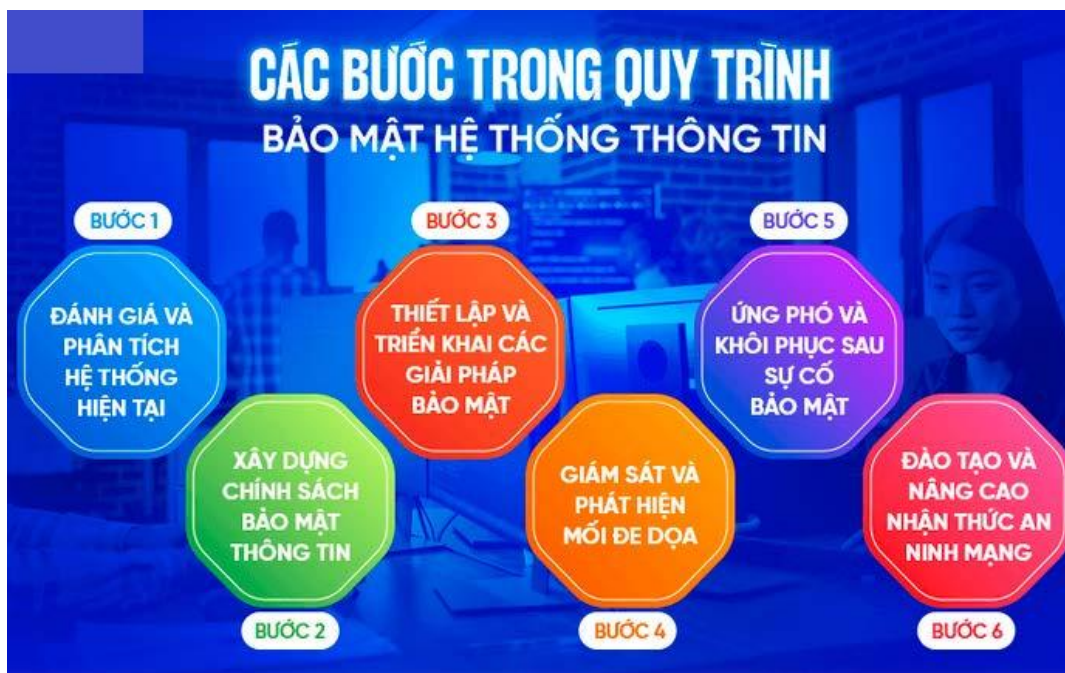 CÁC BƯỚC TRONG QUY TRÌNH
BẢO MẬT HỆ THỐNG THÔNG TIN
BƯỚC 1
ĐÁNH GIÁ VÀ
PHÂN TÍCH
HỆ THỐNG
HIỆN TẠI
XÂY DỰNG
CHÍNH SÁCH
BẢO MẬT
THÔNG TIN
BƯỚC 2
BƯỚC 3
THIẾT LẬP VÀ
TRIỂN KHAI CÁC
GIẢI PHÁP
BẢO MẬT
GIÁM SÁT VÀ
PHÁT HIỆN
MỐI ĐE DỌA
BƯỚC 4
BƯỚC 5
ỨNG PHÓ VÀ
KHÔI PHỤC SAU
SỰ CỐ
BẢO MẬT
ĐÀO TẠO VÀ
NÂNG CAO
NHẬN THỨC AN
NINH MẠNG
BƯỚC 6